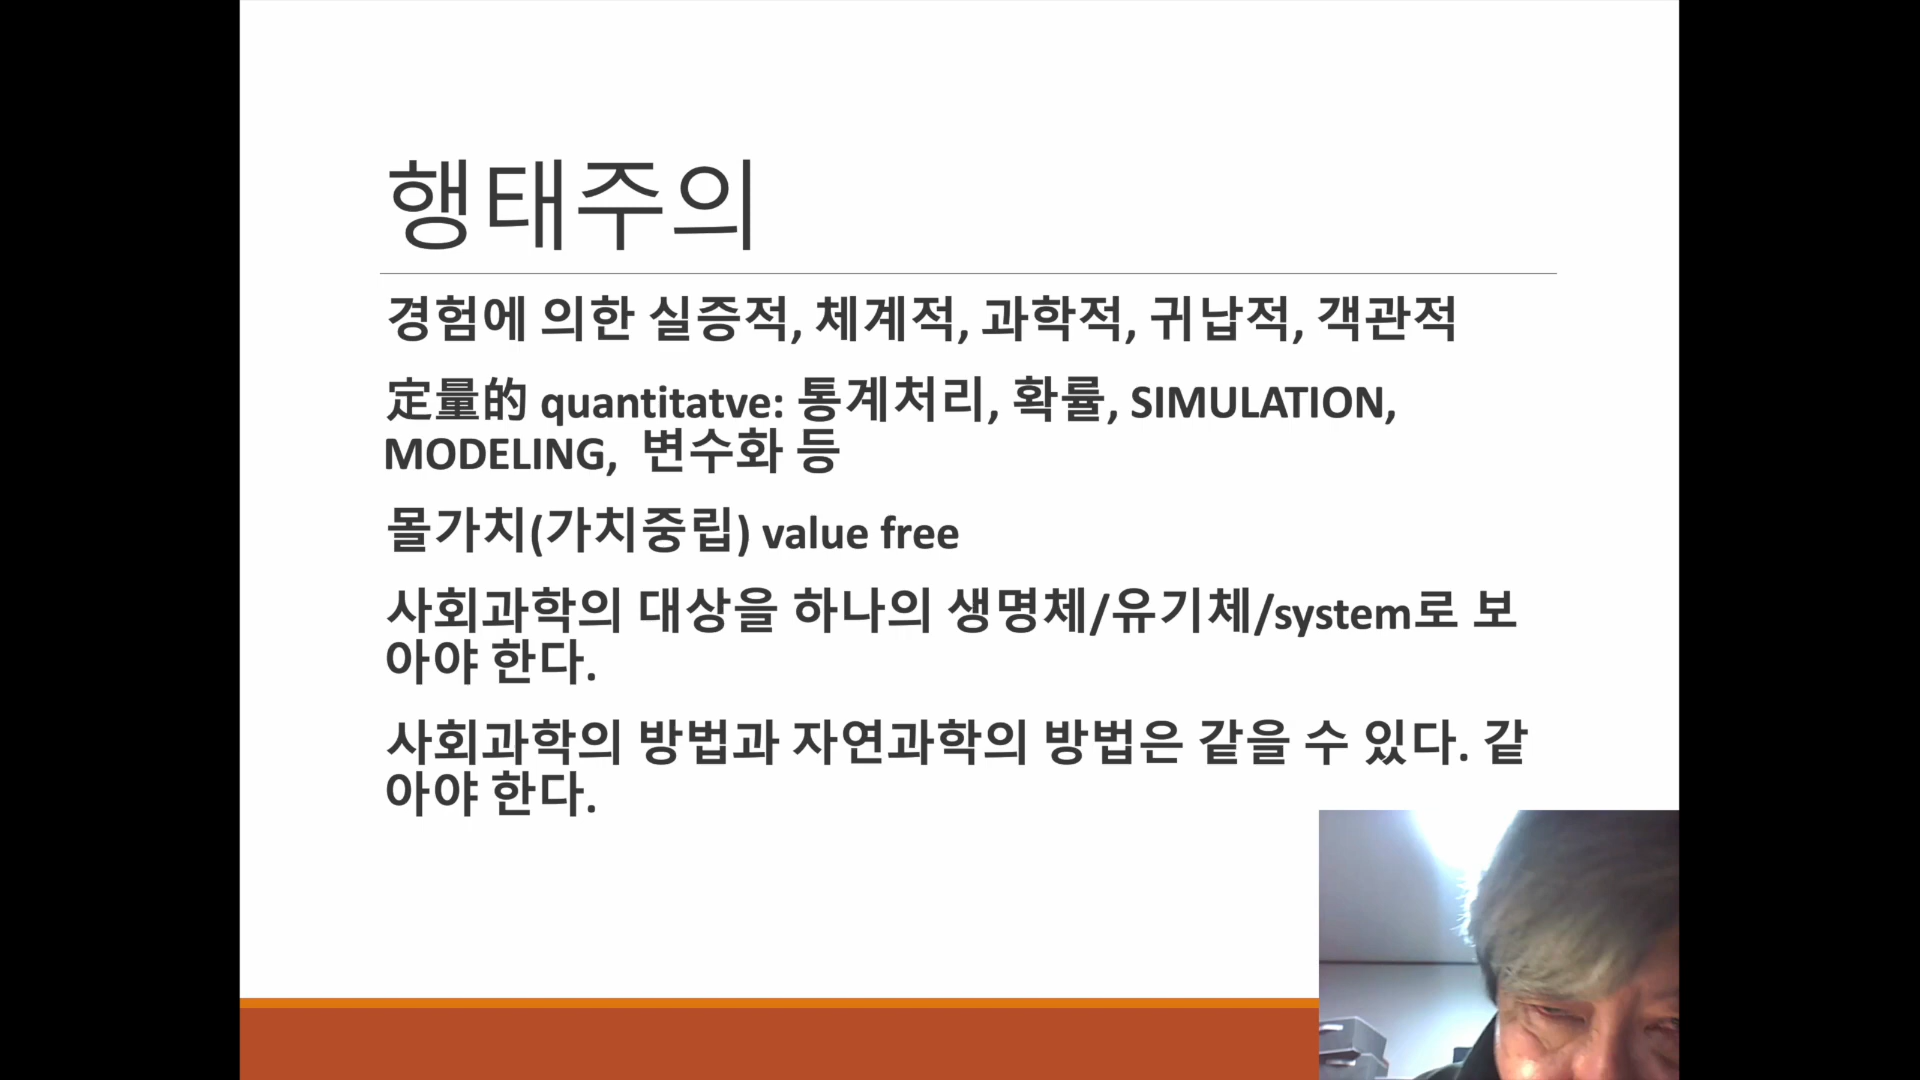 행태주의
경험에 의한 실증적, 체계적, 과학적, 귀납적, 객관적
定量的 quantitatve: 통계처리, 확률, SIMULATION,
MODELING, 변수화 등
몰가치(가치중립) value free
사회과학의 대상을 하나의 생명체/유기체/system로 보
아야 한다.
사회과학의 방법과 자연과학의 방법은 같을 수 있다. 같
아야 한다.